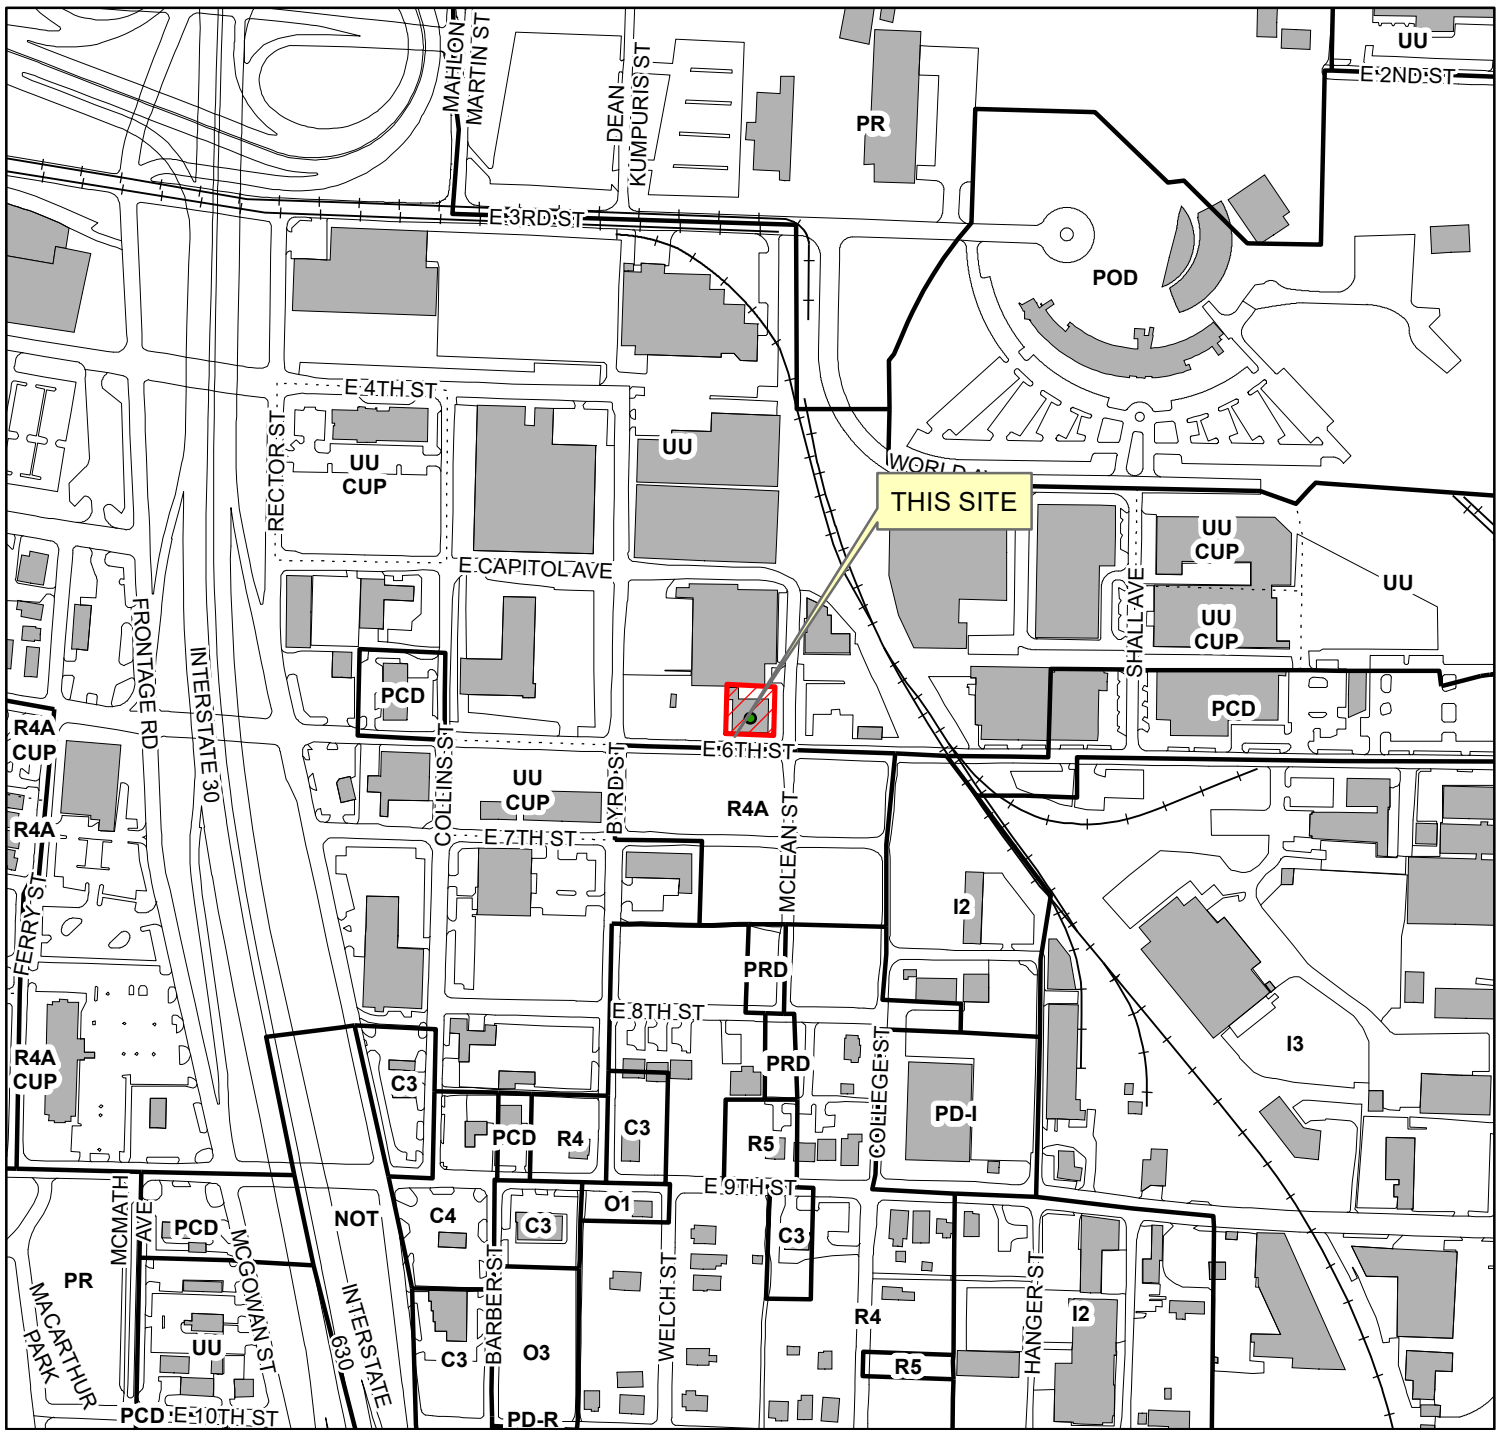 MAHLON
MARTIN ST
DEAN
KUMPURIS ST
UU
E 2ND ST
PR
E 3RD ST
POD
E 4TH ST
RECTOR ST
UU
CUP
UU
THIS SITE
UU
CUP
E CAPITOL AVE
UU
UU
CUP
SHALL AVE
FRONTAGE RD
INTERSTATE 30
PCD
PCD
R4A
CUP
E 6TH ST
COLLINS ST
BYRD ST
UU
CUP
R4A
MCLEAN ST
R4A
E 7TH ST
FERRY ST
I2
PRD
E 8TH ST
R4A
CUP
PRD
COLLEGE ST
I3
C3
PD-I
PCD
R4
C3
R5
E 9TH ST
MCMATH
AVE
PCD
NOT
C4
C3
O1
C3
MCGOWAN ST
PR
MACARTHUR
PARK
UU
INTERSTATE
630
C3
BARBER ST
O3
WELCH ST
R4
R5
HANGER ST
I2
PCD
E 10TH ST
PD-R